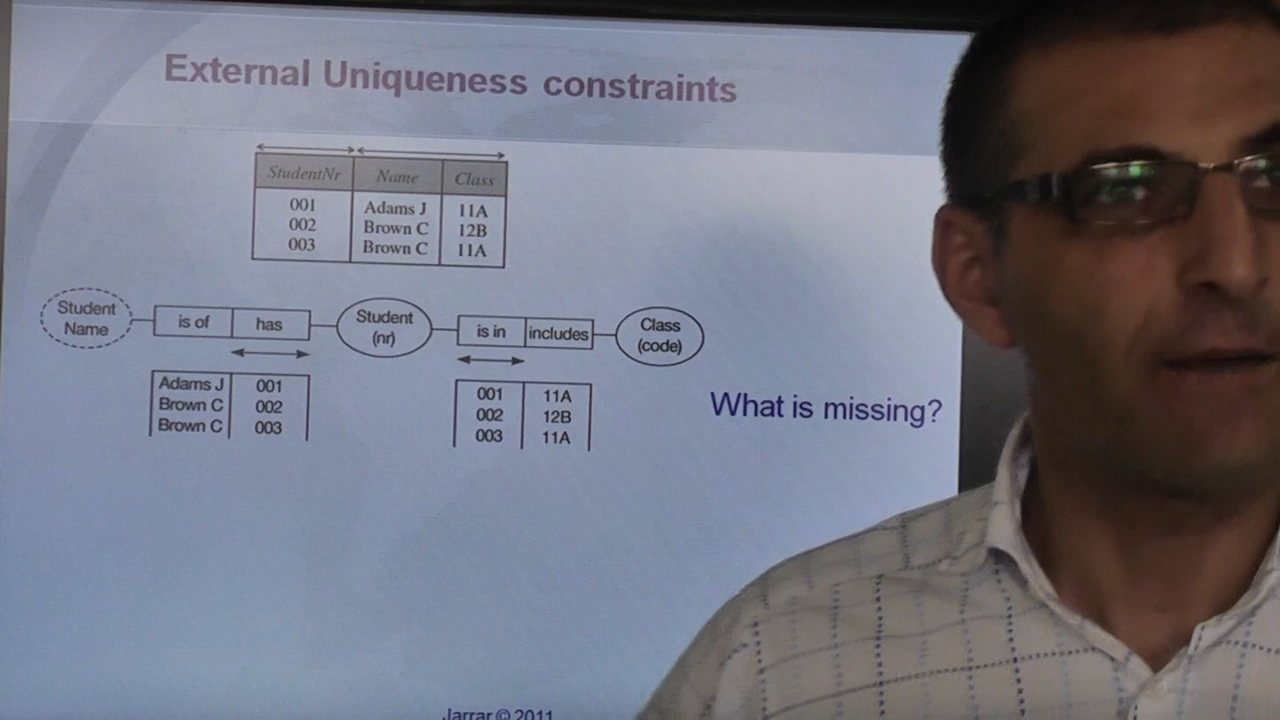 External Uniqueness constraints
StudentNr Name Class
001 Adams J 11A
002 Brown C 12B
003 Brown C 11A
Student Name
is of has
Student (nr)
is in includes
Class (code)
Adams J 001
Brown C 002
Brown C 003
001 11A
002 12B
003 11A
What is missing?
Jarrar © 2011